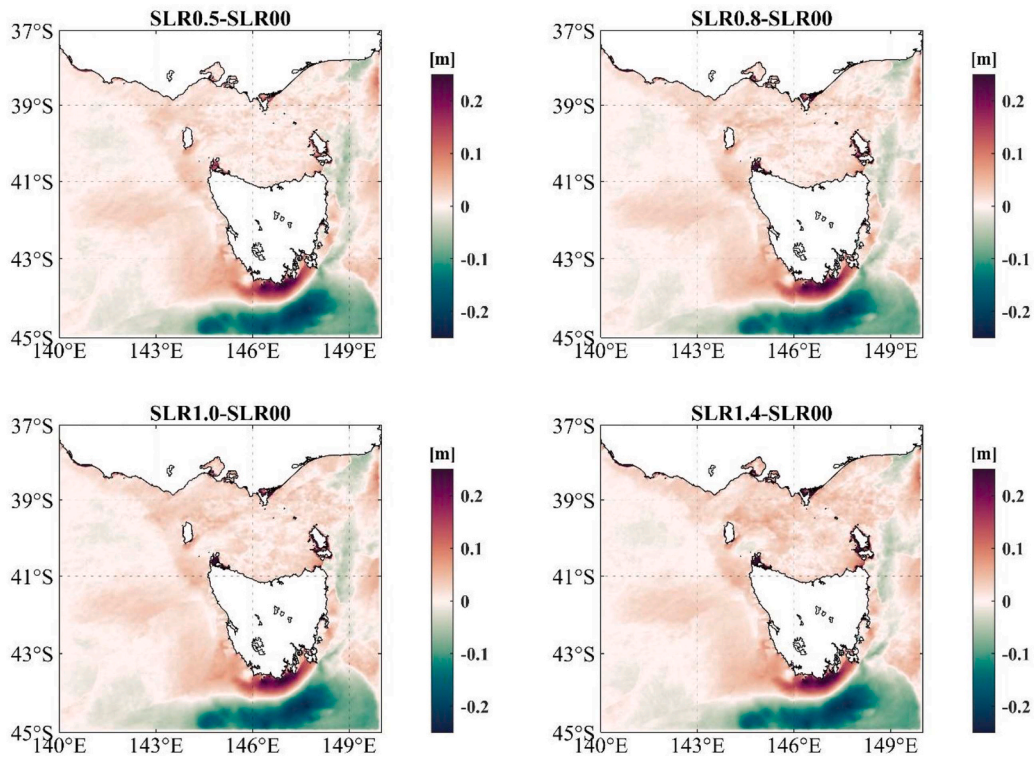 SLR0.5-SLR00
37°S
39°S
41°S
43°S
45°S
140°E
143°E
146°E
149°E
[m]
0.2
0.1
0
-0.1
-0.2
SLR0.8-SLR00
37°S
39°S
41°S
43°S
45°S
140°E
143°E
146°E
149°E
[m]
0.2
0.1
0
-0.1
-0.2
SLR1.0-SLR00
37°S
39°S
41°S
43°S
45°S
140°E
143°E
146°E
149°E
[m]
0.2
0.1
0
-0.1
-0.2
SLR1.4-SLR00
37°S
39°S
41°S
43°S
45°S
140°E
143°E
146°E
149°E
[m]
0.2
0.1
0
-0.1
-0.2